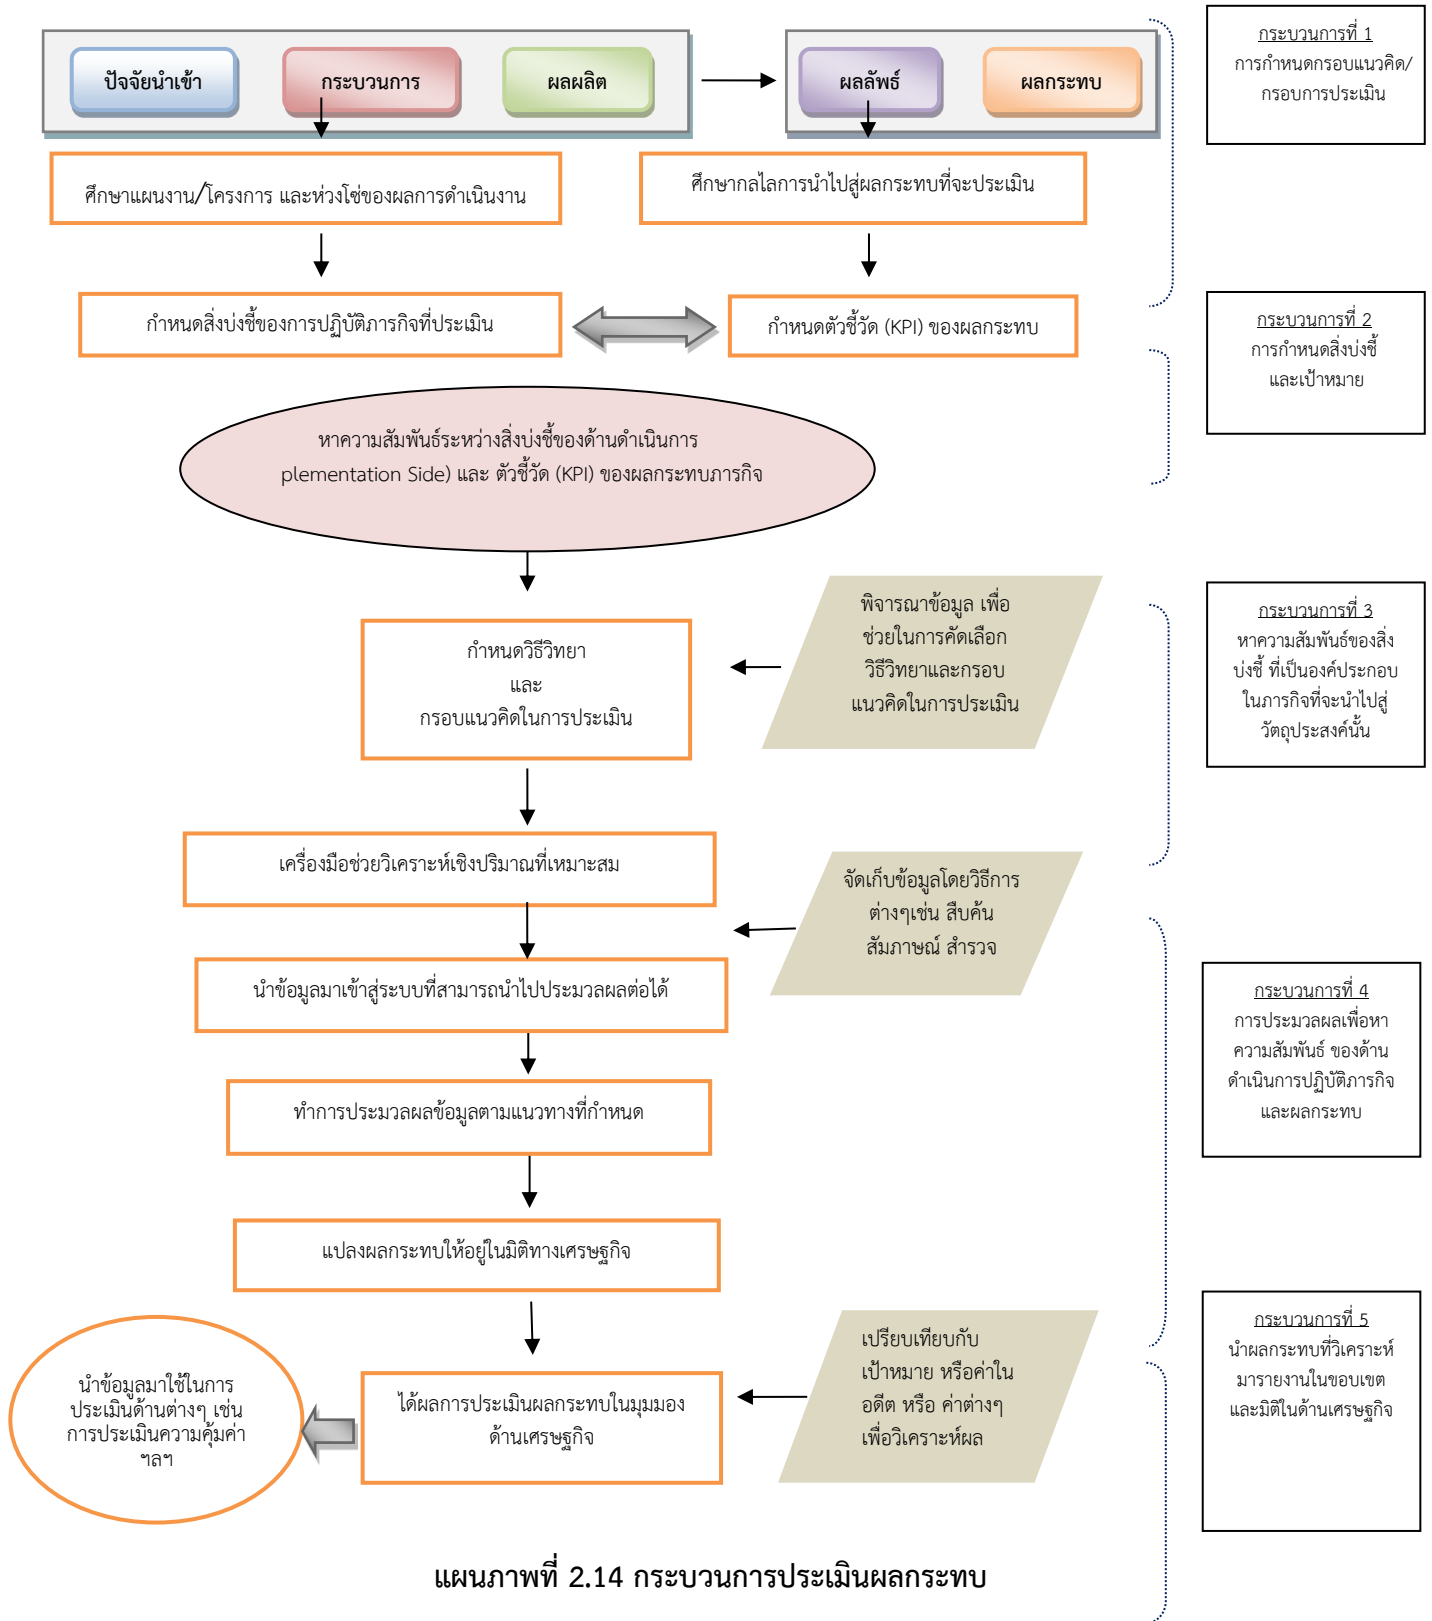 ปัจจัยนำเข้า
กระบวนการ
ผลผลิต
ผลลัพธ์
ผลกระทบ
กระบวนการที่ 1
การกำหนดกรอบแนวคิด/
กรอบการประเมิน
ศึกษาแผนงาน/โครงการ และห่วงโซ่ของผลการดำเนินงาน
ศึกษากลไลการนำไปสู่ผลกระทบที่จะประเมิน
กำหนดสิ่งบ่งชี้ของการปฏิบัติภารกิจที่ประเมิน
กำหนดตัวชี้วัด (KPI) ของผลกระทบ
กระบวนการที่ 2
การกำหนดสิ่งบ่งชี้
และเป้าหมาย
หาความสัมพันธ์ระหว่างสิ่งบ่งชี้ของด้านดำเนินการ
plementation Side) และ ตัวชี้วัด (KPI) ของผลกระทบภารกิจ
กำหนดวิธีวิทยา
และ
กรอบแนวคิดในการประเมิน
พิจารณาข้อมูล เพื่อ
ช่วยในการคัดเลือก
วิธีวิทยาและกรอบ
แนวคิดในการประเมิน
กระบวนการที่ 3
หาความสัมพันธ์ของสิ่ง
บ่งชี้ ที่เป็นองค์ประกอบ
ในภารกิจที่จะนำไปสู่
วัตถุประสงค์นั้น
เครื่องมือช่วยวิเคราะห์เชิงปริมาณที่เหมาะสม
จัดเก็บข้อมูลโดยวิธีการ
ต่างๆเช่น สืบค้น
สัมภาษณ์ สำรวจ
นำข้อมูลมาเข้าสู่ระบบที่สามารถนำไปประมวลผลต่อได้
กระบวนการที่ 4
การประมวลผลเพื่อหา
ความสัมพันธ์ ของด้าน
ดำเนินการปฏิบัติภารกิจ
และผลกระทบ
ทำการประมวลผลข้อมูลตามแนวทางที่กำหนด
แปลงผลกระทบให้อยู่ในมิติทางเศรษฐกิจ
นำข้อมูลมาใช้ในการ
ประเมินด้านต่างๆ เช่น
การประเมินความคุ้มค่า
ฯลฯ
ได้ผลการประเมินผลกระทบในมุมมอง
ด้านเศรษฐกิจ
เปรียบเทียบกับ
เป้าหมาย หรือค่าใน
อดีต หรือ ค่าต่างๆ
เพื่อวิเคราะห์ผล
กระบวนการที่ 5
นำผลกระทบที่วิเคราะห์
มารายงานในขอบเขต
และมิติในด้านเศรษฐกิจ
แผนภาพที่ 2.14 กระบวนการประเมินผลกระทบ